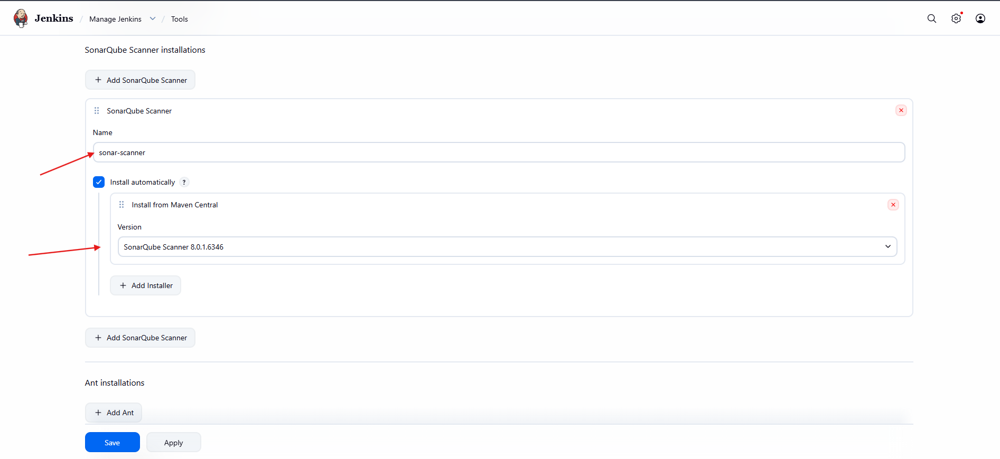 Jenkins / Manage Jenkins / Tools
SonarQube Scanner installations
+ Add SonarQube Scanner
SonarQube Scanner
Name
sonar-scanner
Install automatically ?
Install from Maven Central
Version
SonarQube Scanner 8.0.1.6346
+ Add Installer
+ Add SonarQube Scanner
Ant installations
+ Add Ant
Save Apply